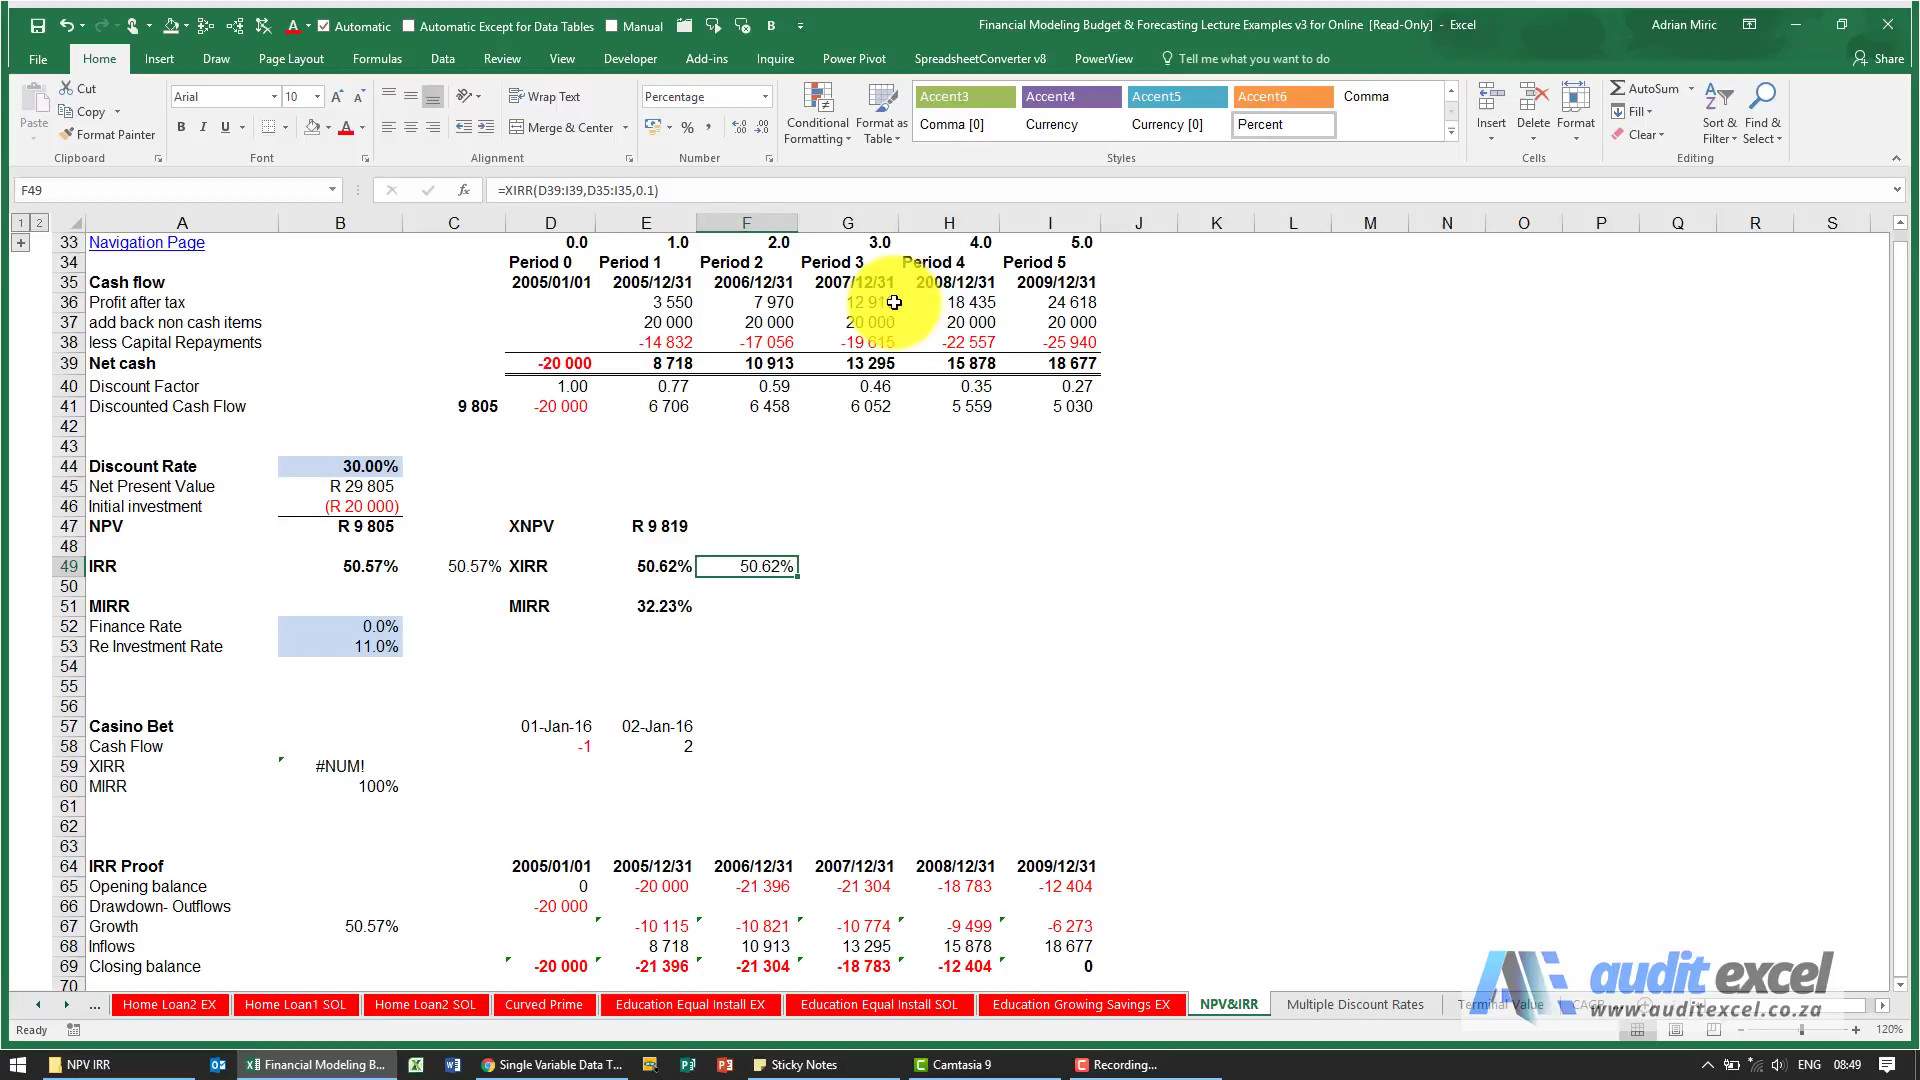 Automatic Automatic Except for Data Tables Manual B Financial Modeling Budget & Forecasting Lecture Examples v3 for Online [Read-Only] - Excel Adrian Miric
File Home Insert Draw Page Layout Formulas Data Review View Developer Add-ins Inquire Power Pivot SpreadsheetConverter v8 PowerView Tell me what you want to do Share
Paste Cut Copy Format Painter
Clipboard
Arial 10 A A
B I U A
Font
Wrap Text
Merge & Center
Alignment
Percentage
%
Number
Conditional Formatting Format as Table
Accent3 Accent4 Accent5 Accent6 Comma
Comma [0] Currency Currency [0] Percent
Styles
Insert Delete Format
Cells
AutoSum Fill Clear Sort & Filter Find & Select
Editing
F49 fx =XIRR(D39:I39,D35:I35,0.1)
1 2 A B C D E F G H I J K L M N O P Q R S
33 Navigation Page 0.0 1.0 2.0 3.0 4.0 5.0
34 Period 0 Period 1 Period 2 Period 3 Period 4 Period 5
35 Cash flow 2005/01/01 2005/12/31 2006/12/31 2007/12/31 2008/12/31 2009/12/31
36 Profit after tax 3 550 7 970 18 435 24 618
37 add back non cash items 20 000 20 000 20 000 20 000 20 000
38 less Capital Repayments -14 832 -17 056 -19 615 -22 557 -25 940
39 Net cash -20 000 8 718 10 913 13 295 15 878 18 677
40 Discount Factor 1.00 0.77 0.59 0.46 0.35 0.27
41 Discounted Cash Flow 9 805 -20 000 6 706 6 458 6 052 5 559 5 030
42
43
44 Discount Rate 30.00%
45 Net Present Value R 29 805
46 Initial investment (R 20 000)
47 NPV R 9 805 XNPV R 9 819
48
49 IRR 50.57% 50.57% XIRR 50.62% 50.62%
50
51 MIRR MIRR 32.23%
52 Finance Rate 0.0%
53 Re Investment Rate 11.0%
54
55
56
57 Casino Bet 01-Jan-16 02-Jan-16
58 Cash Flow -1 2
59 XIRR #NUM!
60 MIRR 100%
61
62
63
64 IRR Proof 2005/01/01 2005/12/31 2006/12/31 2007/12/31 2008/12/31 2009/12/31
65 Opening balance 0 -20 000 -21 396 -21 304 -18 783 -12 404
66 Drawdown- Outflows -20 000
67 Growth 50.57% -10 115 -10 821 -10 774 -9 499 -6 273
68 Inflows 8 718 10 913 13 295 15 878 18 677
69 Closing balance -20 000 -21 396 -21 304 -18 783 -12 404 0
70
audit excel
www.auditexcel.co.za
... Home Loan2 EX Home Loan1 SOL Home Loan2 SOL Curved Prime Education Equal Install EX Education Equal Install SOL Education Growing Savings EX NPV&IRR Multiple Discount Rates Terminal Value CAGR
Ready 120%
NPV IRR Financial Modeling B... Single Variable Data T... Sticky Notes Camtasia 9 Recording... ENG 08:49